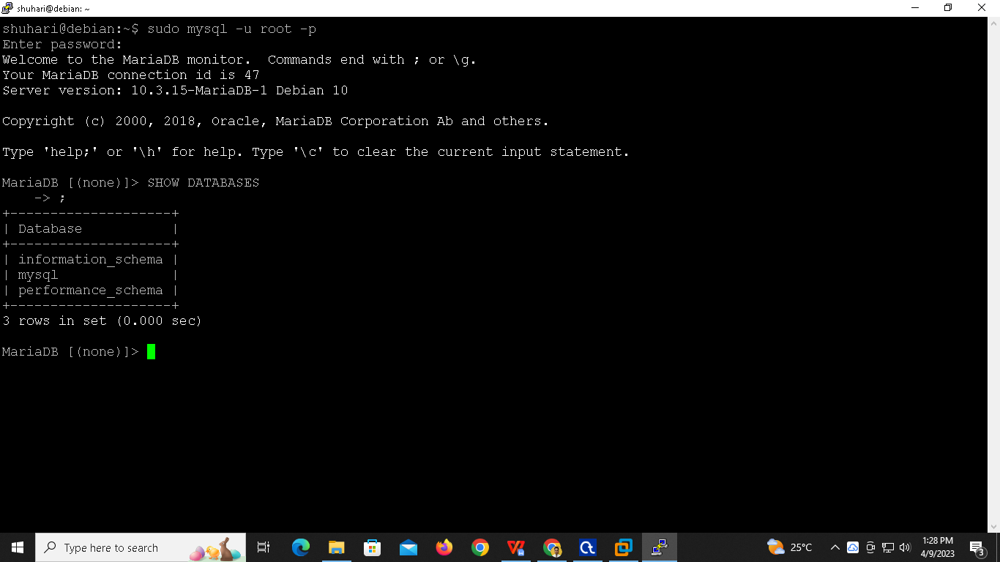 shuhari@debian: ~
shuhari@debian:~$ sudo mysql -u root -p
Enter password:
Welcome to the MariaDB monitor.  Commands end with ; or \g.
Your MariaDB connection id is 47
Server version: 10.3.15-MariaDB-1 Debian 10
Copyright (c) 2000, 2018, Oracle, MariaDB Corporation Ab and others.
Type 'help;' or '\h' for help. Type '\c' to clear the current input statement.
MariaDB [(none)]> SHOW DATABASES
    -> ;
+--------------------+
| Database           |
+--------------------+
| information_schema |
| mysql              |
| performance_schema |
+--------------------+
3 rows in set (0.000 sec)
MariaDB [(none)]>
Type here to search
25°C
1:28 PM
4/9/2023
3